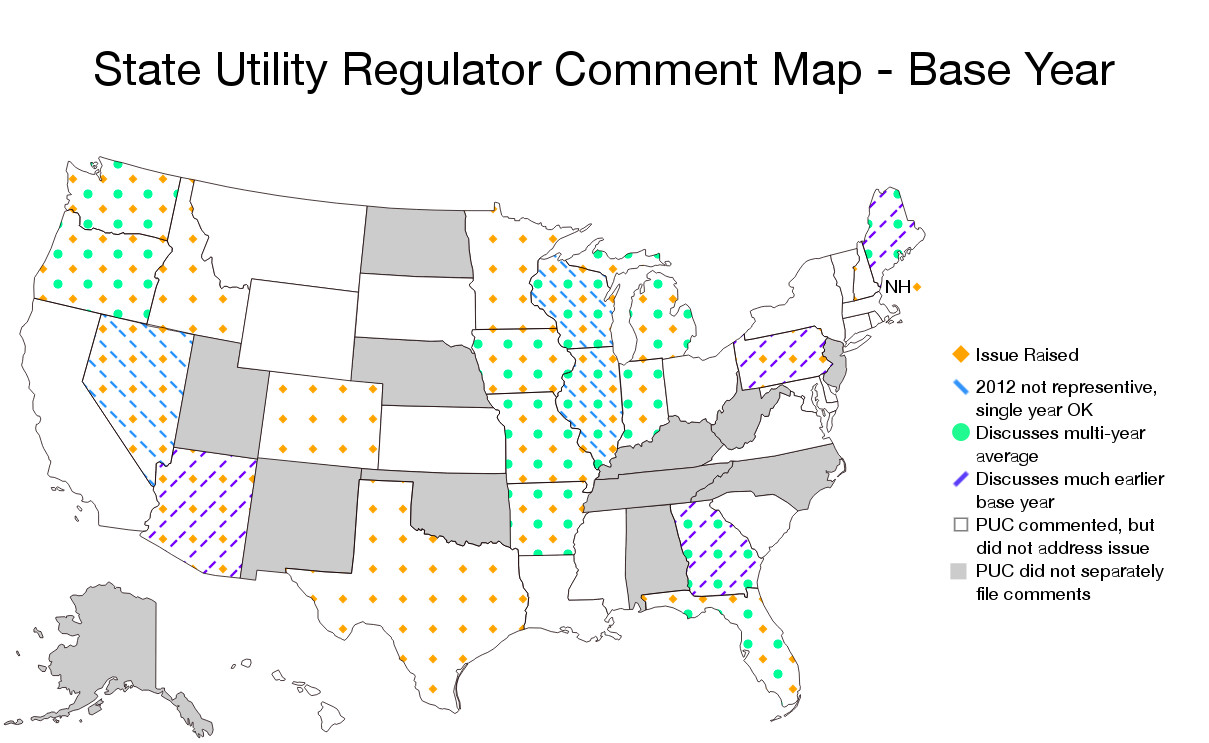 State Utility Regulator Comment Map - Base Year
NH
Issue Raised
2012 not representive,
single year OK
Discusses multi-year
average
Discusses much earlier
base year
PUC commented, but
did not address issue
PUC did not separately
file comments